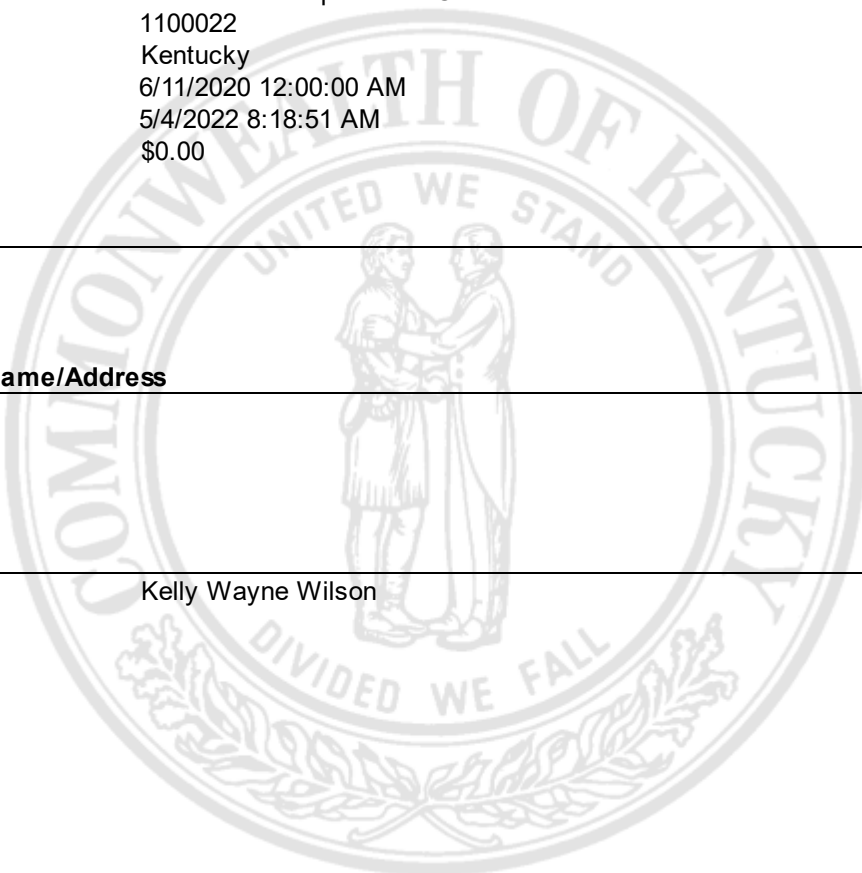 1100022
Kentucky
6/11/2020 12:00:00 AM
5/4/2022 8:18:51 AM
$0.00
COMMONWEALTH OF KENTUCKY
UNITED WE STAND
ame/Address
Kelly Wayne Wilson
DIVIDED WE FALL